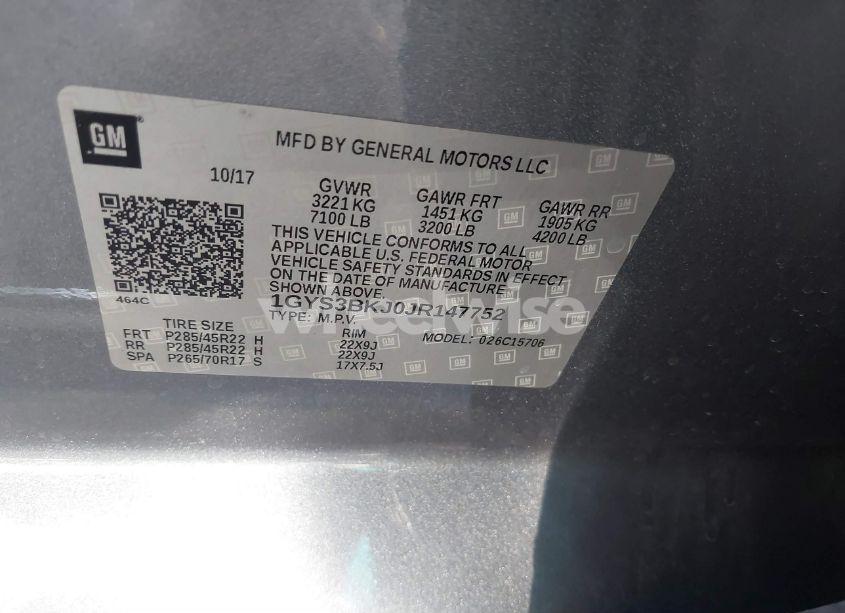 GM
MFD BY GENERAL MOTORS LLC
10/17
GVWR GAWR FRT GAWR RR
3221 KG 1451 KG 1905 KG
7100 LB 3200 LB 4200 LB
THIS VEHICLE CONFORMS TO ALL
APPLICABLE U.S. FEDERAL MOTOR
VEHICLE SAFETY STANDARDS IN EFFECT
ON THE DATE OF MANUFACTURE
SHOWN ABOVE.
464C
1GYS3BKJ0JR147752
wheelwise
TYPE: M.P.V. MODEL: 026C15706
TIRE SIZE RIM
FRT P285/45R22 H 22X9J
RR P285/45R22 H 22X9J
SPA P265/70R17 S 17X7.5J